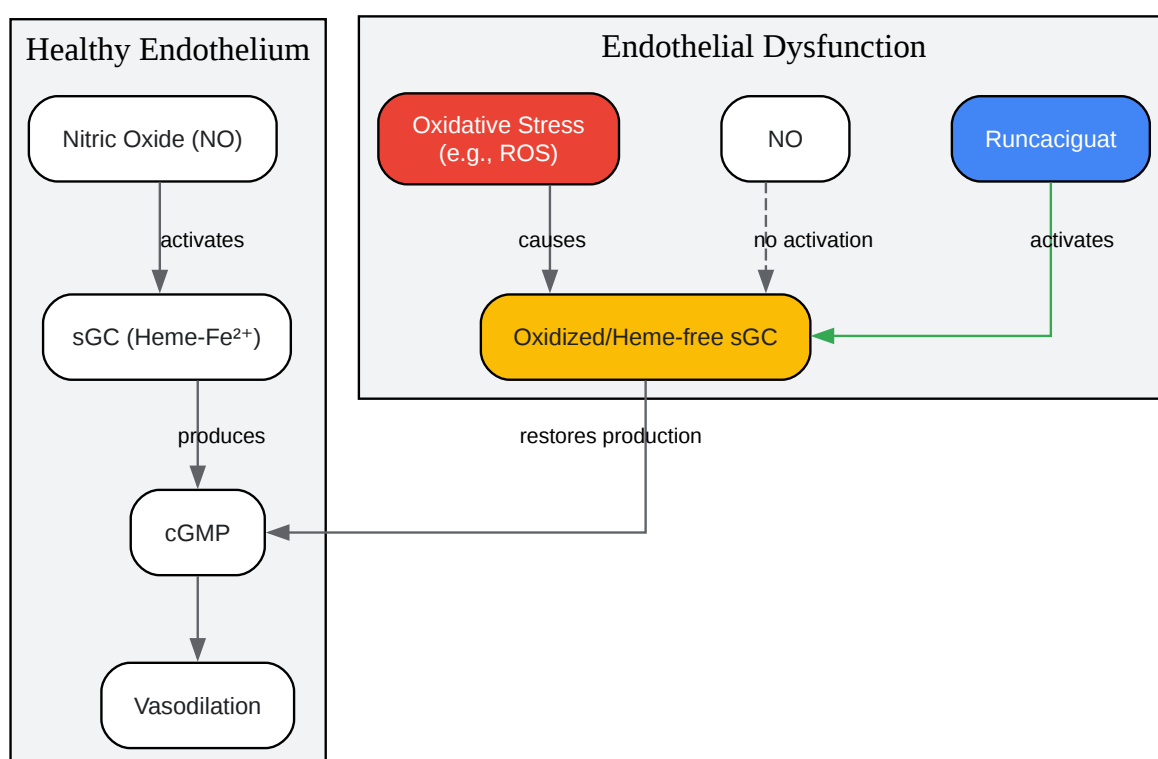 Healthy Endothelium
Nitric Oxide (NO)
activates
sGC (Heme-Fe²⁺)
produces
cGMP
Vasodilation
Endothelial Dysfunction
Oxidative Stress
(e.g., ROS)
NO
Runcaciguat
causes
no activation
activates
Oxidized/Heme-free sGC
restores production